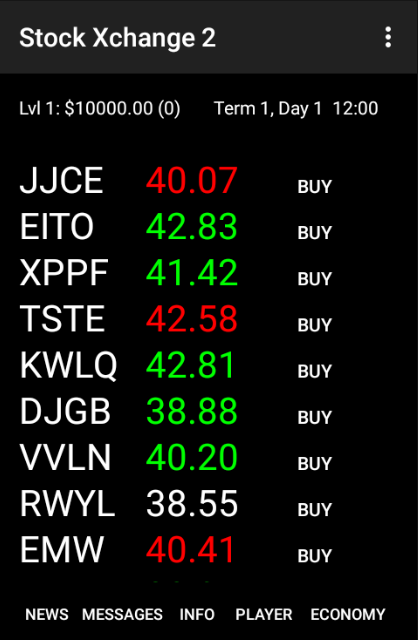 Stock Xchange 2
Lvl 1: $10000.00 (0) Term 1, Day 1 12:00
JJCE 40.07 BUY
EITO 42.83 BUY
XPPF 41.42 BUY
TSTE 42.58 BUY
KWLQ 42.81 BUY
DJGB 38.88 BUY
VVLN 40.20 BUY
RWYL 38.55 BUY
EMW 40.41 BUY
NEWS MESSAGES INFO PLAYER ECONOMY